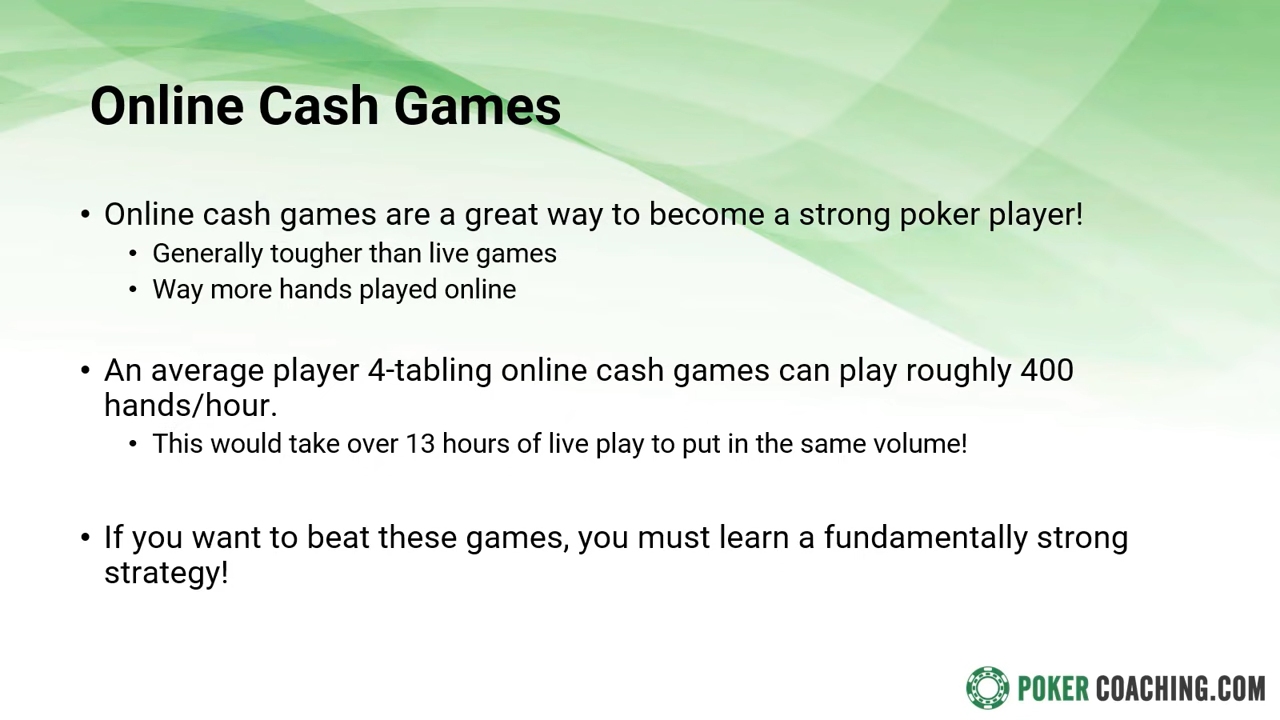 Online Cash Games
• Online cash games are a great way to become a strong poker player!
• Generally tougher than live games
• Way more hands played online
• An average player 4-tabling online cash games can play roughly 400
hands/hour.
• This would take over 13 hours of live play to put in the same volume!
• If you want to beat these games, you must learn a fundamentally strong
strategy!
POKER COACHING.COM